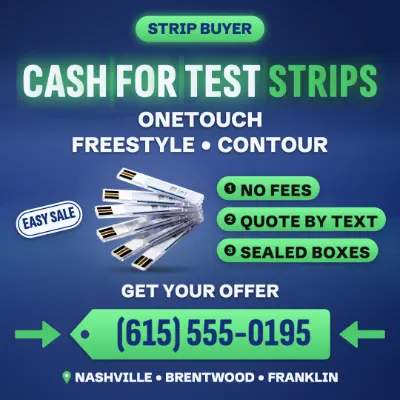 STRIP BUYER
CASH FOR TEST STRIPS
ONETOUCH
FREESTYLE • CONTOUR
EASY SALE
1 NO FEES
2 QUOTE BY TEXT
3 SEALED BOXES
GET YOUR OFFER
(615) 555-0195
NASHVILLE • BRENTWOOD • FRANKLIN